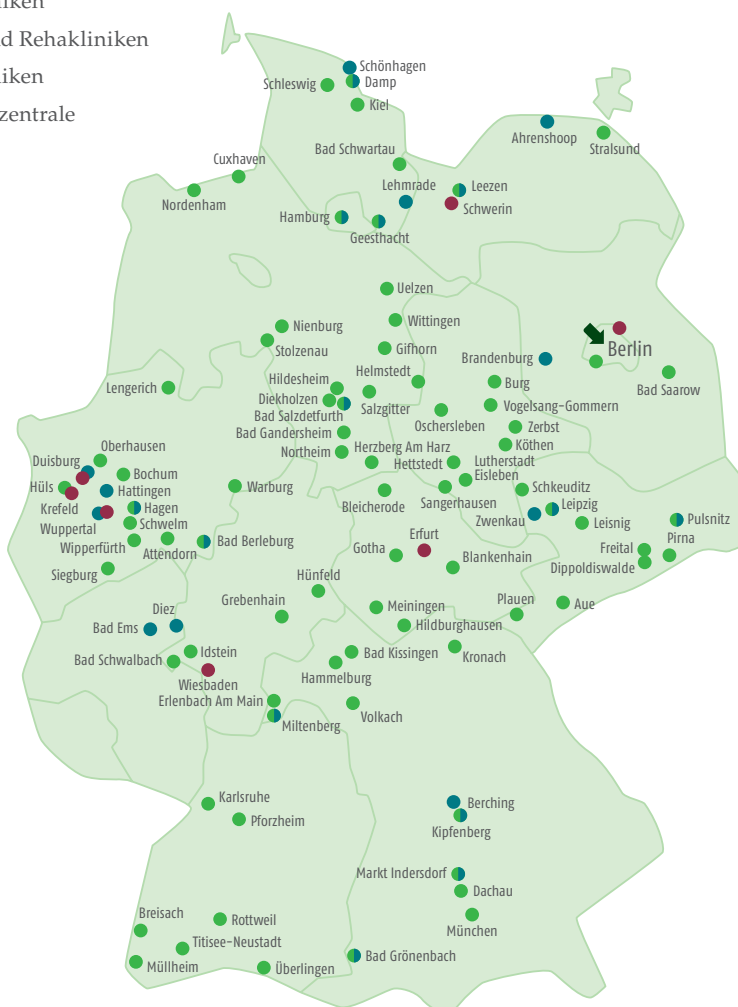 iken
d Rehakliniken
iken
zentrale
Schönhagen
Schleswig
Damp
Kiel
Ahrenshoop
Stralsund
Bad Schwartau
Cuxhaven
Lehmrade
Leezen
Nordenham
Schwerin
Hamburg
Geesthacht
Uelzen
Nienburg
Wittingen
Stolzenau
Gifhorn
Berlin
Brandenburg
Helmstedt
Hildesheim
Burg
Bad Saarow
Lengerich
Diekholzen
Salzgitter
Vogelsang-Gommern
Bad Salzdetfurth
Oschersleben
Zerbst
Bad Gandersheim
Köthen
Oberhausen
Northeim
Herzberg Am Harz
Hettstedt
Lutherstadt
Eisleben
Duisburg
Bochum
Hüls
Hattingen
Warburg
Bleicherode
Sangerhausen
Schkeuditz
Krefeld
Hagen
Leipzig
Zwenkau
Pulsnitz
Wuppertal
Schwelm
Leisnig
Wipperfürth
Attendorn
Bad Berleburg
Erfurt
Pirna
Gotha
Freital
Blankenhain
Dippoldiswalde
Siegburg
Hünfeld
Grebenhain
Plauen
Aue
Diez
Meiningen
Bad Ems
Hildburghausen
Idstein
Bad Kissingen
Kronach
Bad Schwalbach
Hammelburg
Wiesbaden
Erlenbach Am Main
Volkach
Miltenberg
Karlsruhe
Berching
Pforzheim
Kipfenberg
Markt Indersdorf
Dachau
Breisach
Rottweil
München
Titisee-Neustadt
Bad Grönenbach
Müllheim
Überlingen